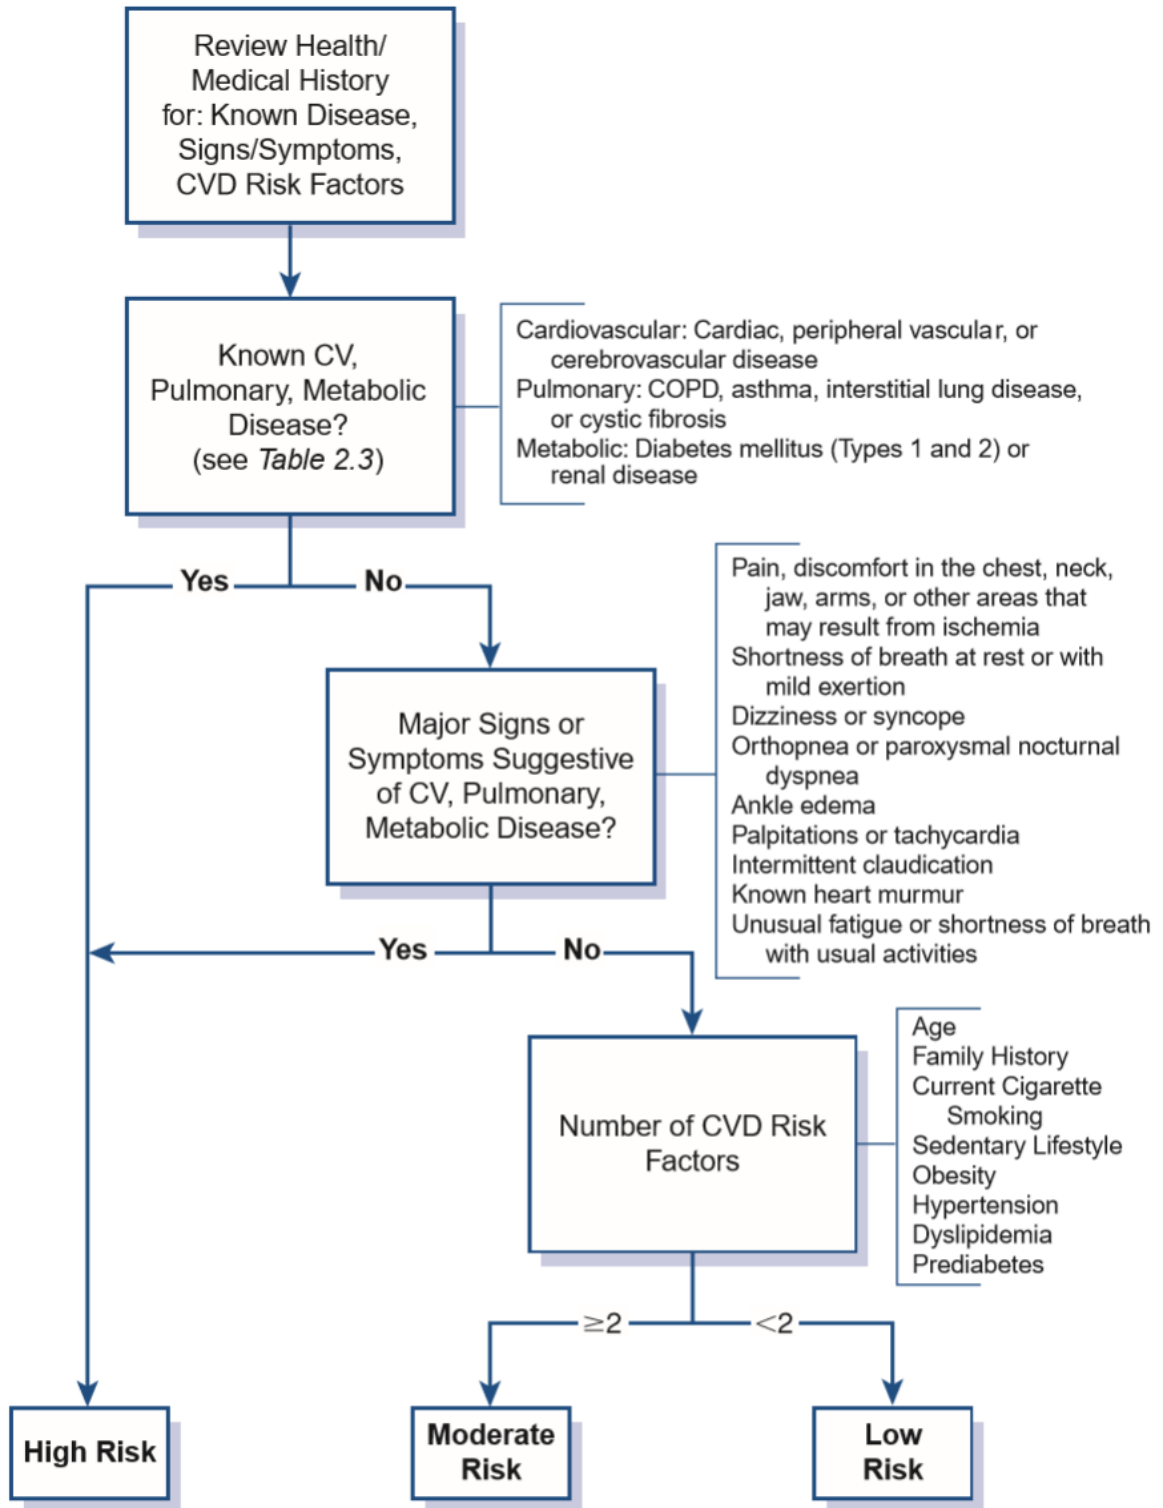 Review Health/
Medical History
for: Known Disease,
Signs/Symptoms,
CVD Risk Factors
Known CV,
Pulmonary, Metabolic
Disease?
(see Table 2.3)
Cardiovascular: Cardiac, peripheral vascular, or
cerebrovascular disease
Pulmonary: COPD, asthma, interstitial lung disease,
or cystic fibrosis
Metabolic: Diabetes mellitus (Types 1 and 2) or
renal disease
Yes
No
Major Signs or
Symptoms Suggestive
of CV, Pulmonary,
Metabolic Disease?
Pain, discomfort in the chest, neck,
jaw, arms, or other areas that
may result from ischemia
Shortness of breath at rest or with
mild exertion
Dizziness or syncope
Orthopnea or paroxysmal nocturnal
dyspnea
Ankle edema
Palpitations or tachycardia
Intermittent claudication
Known heart murmur
Unusual fatigue or shortness of breath
with usual activities
Yes
No
Number of CVD Risk
Factors
Age
Family History
Current Cigarette
Smoking
Sedentary Lifestyle
Obesity
Hypertension
Dyslipidemia
Prediabetes
≥2
<2
High Risk
Moderate
Risk
Low
Risk